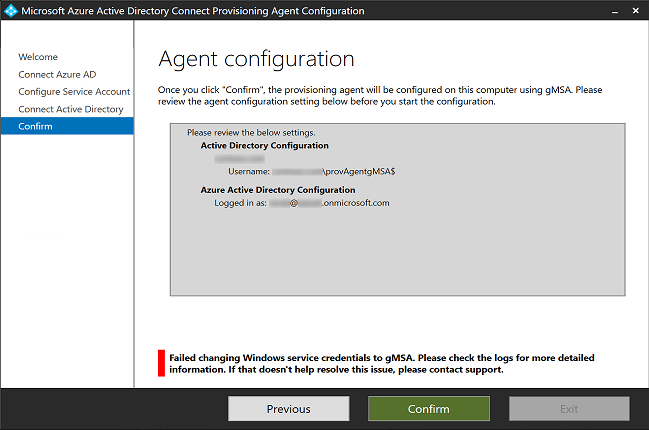 Microsoft Azure Active Directory Connect Provisioning Agent Configuration
Welcome
Connect Azure AD
Configure Service Account
Connect Active Directory
Confirm
Agent configuration
Once you click "Confirm", the provisioning agent will be configured on this computer using gMSA. Please
review the agent configuration setting below before you start the configuration.
Please review the below settings.
Active Directory Configuration
Username: \provAgentgMSA$
Azure Active Directory Configuration
Logged in as: @ .onmicrosoft.com
Failed changing Windows service credentials to gMSA. Please check the logs for more detailed
information. If that doesn't help resolve this issue, please contact support.
Previous
Confirm
Exit